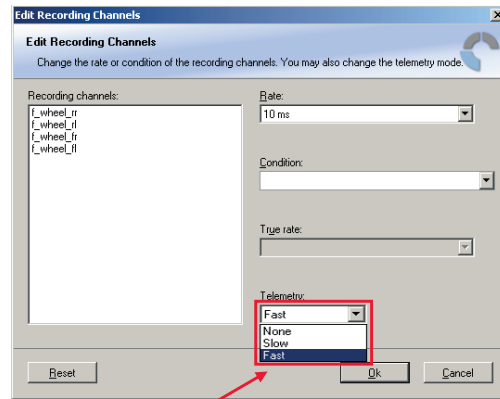 Edit Recording Channels
Edit Recording Channels
Change the rate or condition of the recording channels. You may also change the telemetry mode.
Recording channels:
f_wheel_rr
f_wheel_rl
f_wheel_fr
f_wheel_fl
Rate:
10 ms
Condition:
True rate:
Telemetry:
Fast
None
Slow
Fast
Reset
Ok
Cancel